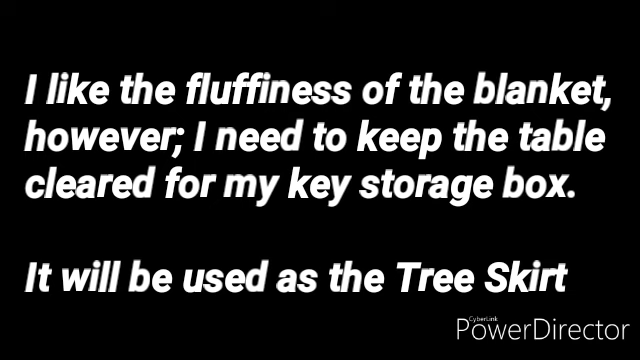 I like the fluffiness of the blanket,
however; I need to keep the table
cleared for my key storage box.
It will be used as the Tree Skirt
CyberLink
PowerDirector